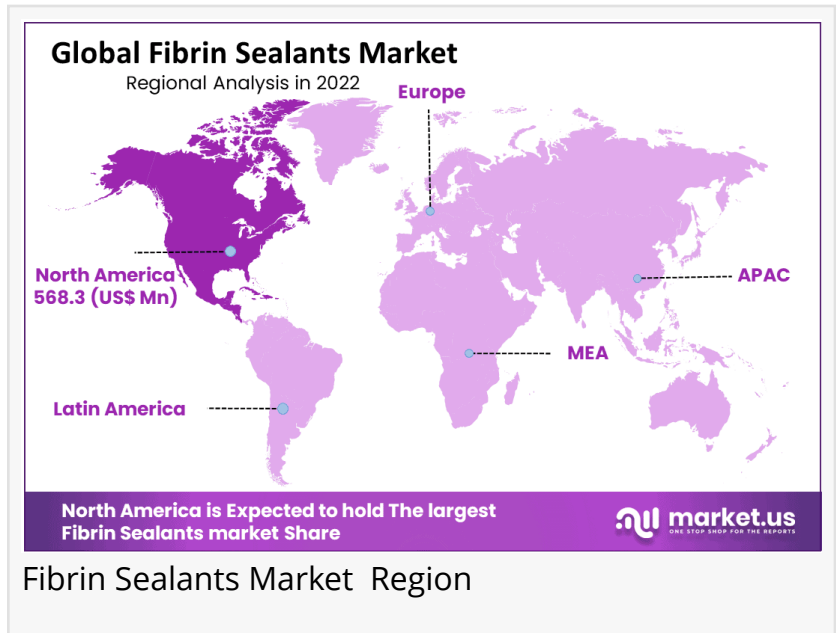 Global Fibrin Sealants Market
Regional Analysis in 2022
Europe
North America
568.3 (US$ Mn)
APAC
MEA
Latin America
North America is Expected to hold The largest
Fibrin Sealants market Share
market.us
ONE STOP SHOP FOR THE REPORTS
Fibrin Sealants Market  Region